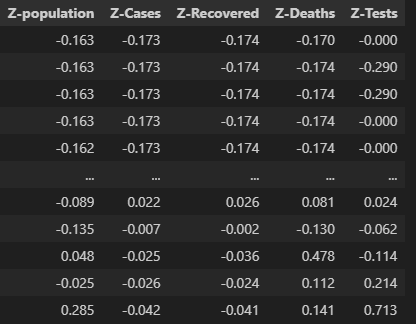 Z-population Z-Cases Z-Recovered Z-Deaths Z-Tests
-0.163 -0.173 -0.174 -0.170 -0.000
-0.163 -0.173 -0.174 -0.174 -0.290
-0.163 -0.173 -0.174 -0.174 -0.290
-0.163 -0.173 -0.174 -0.174 -0.000
-0.162 -0.173 -0.174 -0.174 -0.000
... ... ... ... ...
-0.089 0.022 0.026 0.081 0.024
-0.135 -0.007 -0.002 -0.130 -0.062
0.048 -0.025 -0.036 0.478 -0.114
-0.025 -0.026 -0.024 0.112 0.214
0.285 -0.042 -0.041 0.141 0.713